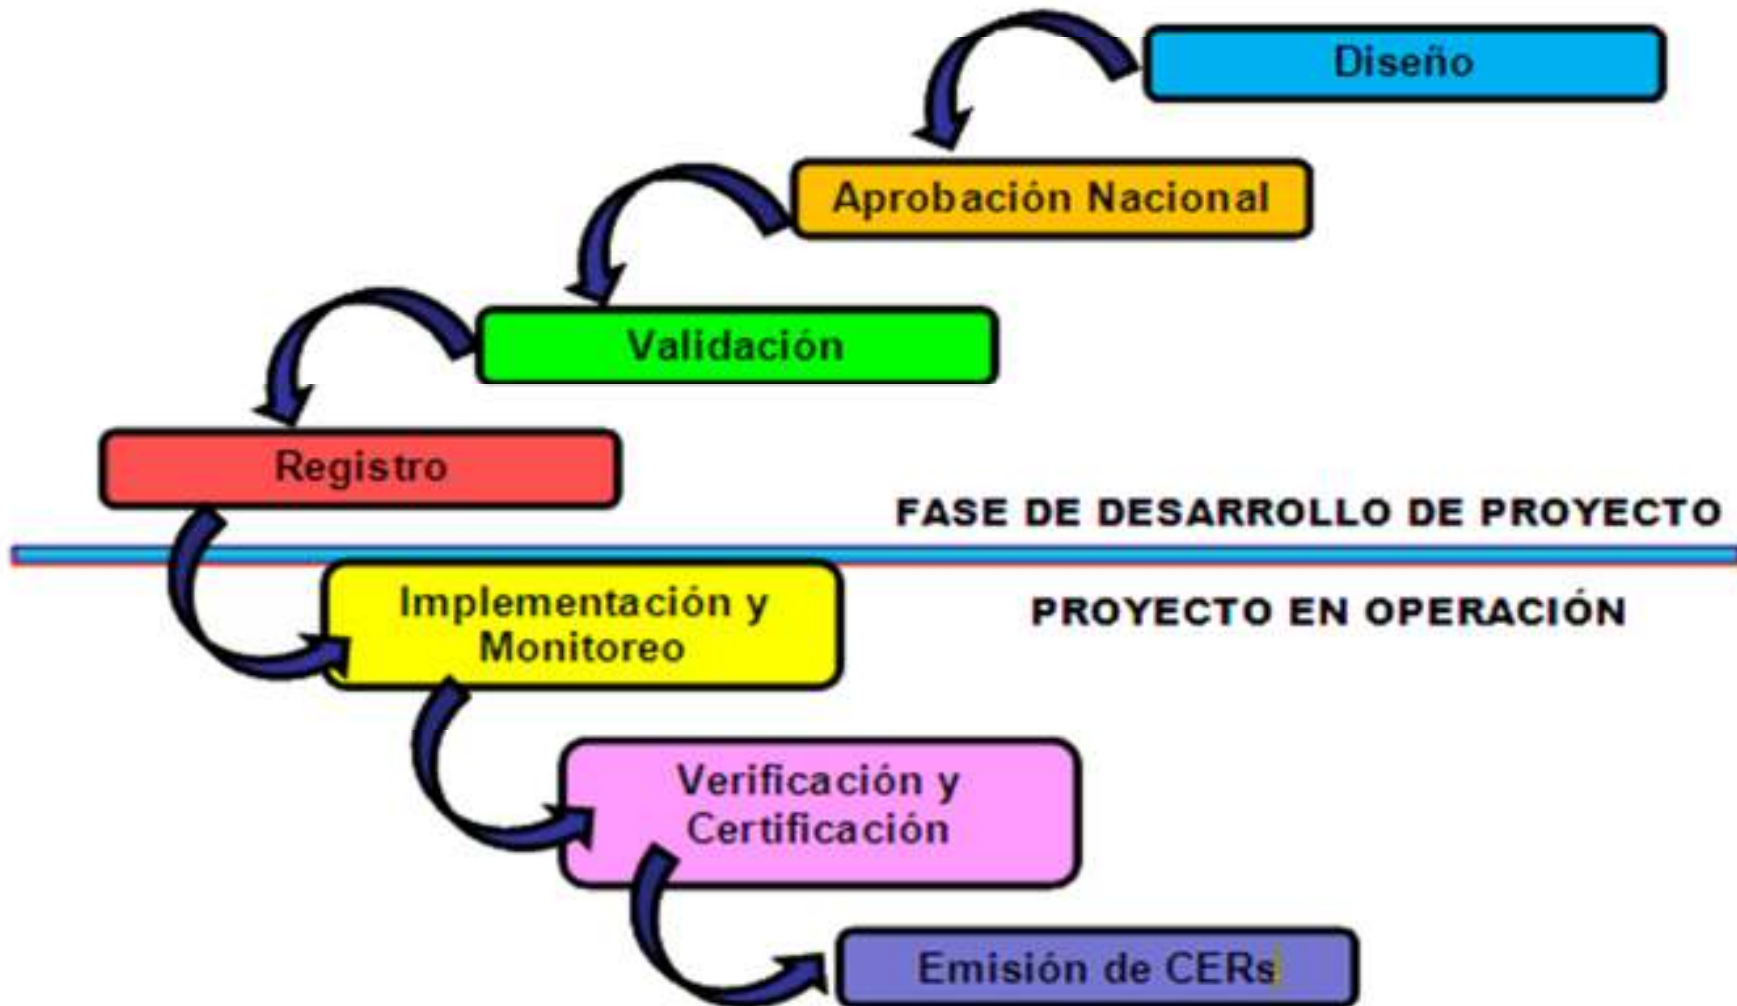 Diseño
Aprobación Nacional
Validación
Registro
FASE DE DESARROLLO DE PROYECTO
PROYECTO EN OPERACIÓN
Implementación y
Monitoreo
Verificación y
Certificación
Emisión de CERs